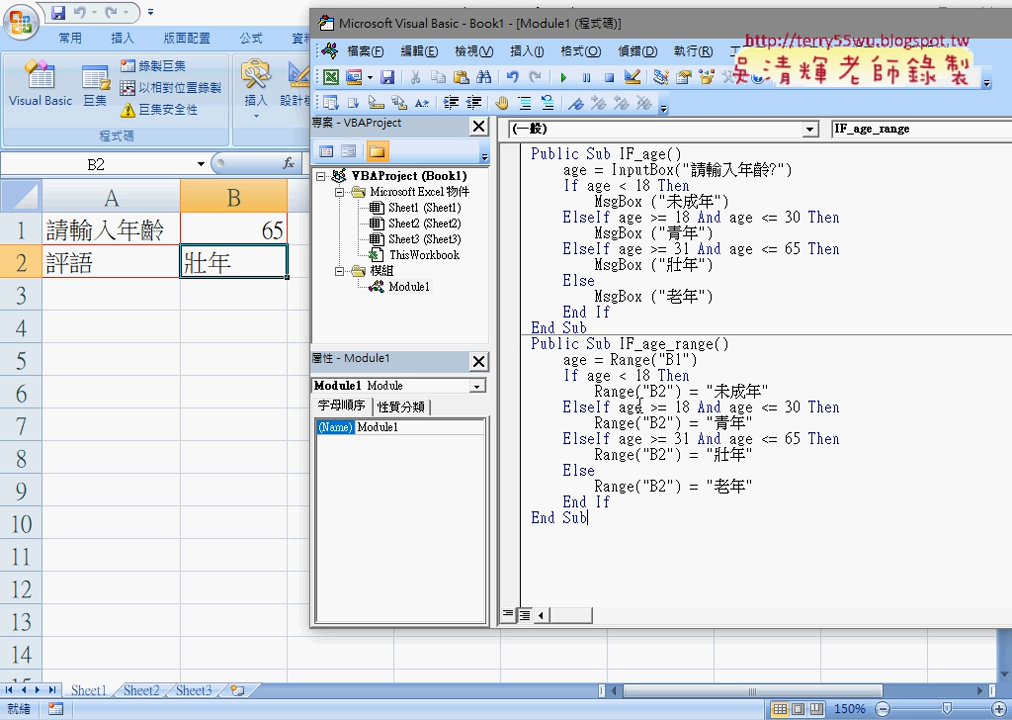 Microsoft Visual Basic - Book1 - [Module1 (程式碼)]
http://terry55wu.blogspot.tw
吳清輝老師錄製
常用 插入 版面配置 公式
檔案(F) 編輯(E) 檢視(V) 插入(I) 格式(O) 偵錯(D) 執行(R)
Visual Basic 巨集 錄製巨集
以相對位置錄製
巨集安全性
插入
程式碼
專案 - VBAProject
(一般) IF_age_range
B2 fx
VBAProject (Book1)
Microsoft Excel 物件
Sheet1 (Sheet1)
Sheet2 (Sheet2)
Sheet3 (Sheet3)
ThisWorkbook
模組
Module1
屬性 - Module1
Module1 Module
字母順序 性質分類
(Name) Module1
A B
1 請輸入年齡 65
2 評語 壯年
3
4
5
6
7
8
9
10
11
12
13
14
Public Sub IF_age()
age = InputBox("請輸入年齡?")
If age < 18 Then
MsgBox ("未成年")
ElseIf age >= 18 And age <= 30 Then
MsgBox ("青年")
ElseIf age >= 31 And age <= 65 Then
MsgBox ("壯年")
Else
MsgBox ("老年")
End If
End Sub
Public Sub IF_age_range()
age = Range("B1")
If age < 18 Then
Range("B2") = "未成年"
ElseIf age >= 18 And age <= 30 Then
Range("B2") = "青年"
ElseIf age >= 31 And age <= 65 Then
Range("B2") = "壯年"
Else
Range("B2") = "老年"
End If
End Sub
Sheet1 Sheet2 Sheet3
就緒 150%